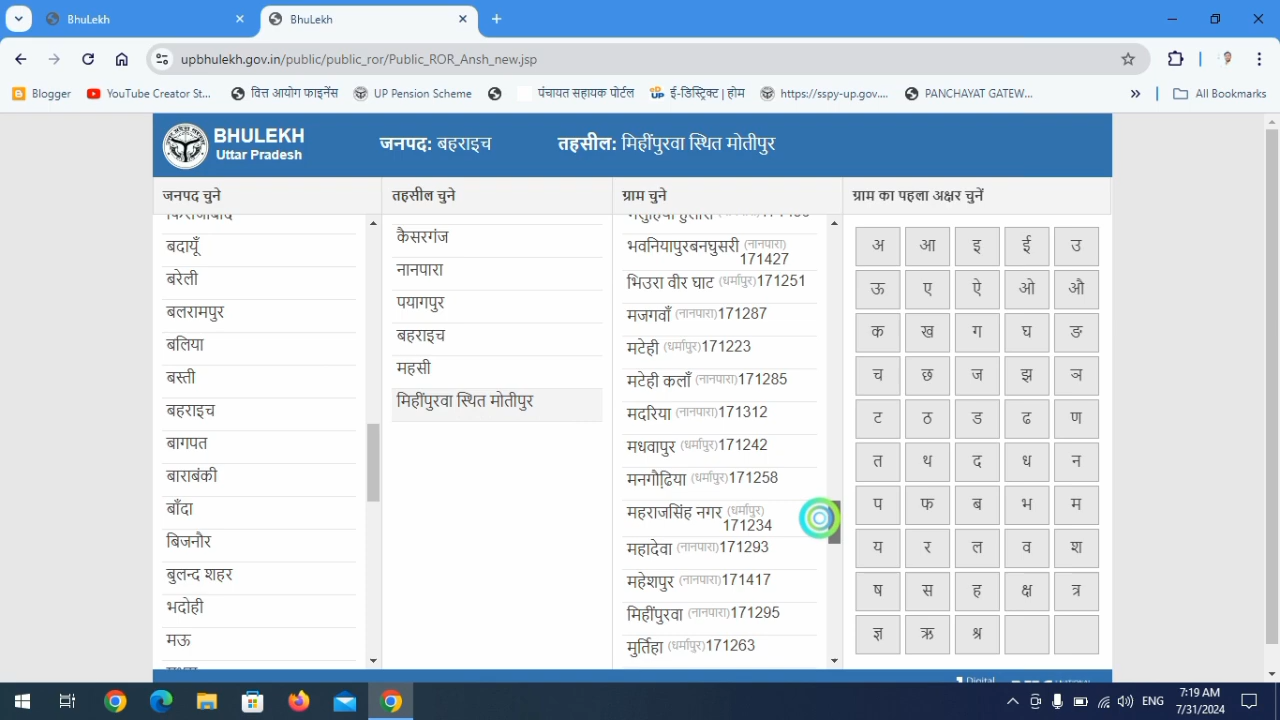 BhuLekh
BhuLekh
upbhulekh.gov.in/public/public_ror/Public_ROR_Ansh_new.jsp
Blogger
YouTube Creator St...
वित्त आयोग फाइनेंस
UP Pension Scheme
पंचायत सहायक पोर्टल
ई-डिस्ट्रिक्ट | होम
https://sspy-up.gov....
PANCHAYAT GATEW...
All Bookmarks
BHULEKH
Uttar Pradesh
जनपद: बहराइच
तहसील: मिहींपुरवा स्थित मोतीपुर
जनपद चुने
तहसील चुने
ग्राम चुने
ग्राम का पहला अक्षर चुनें
फिरोजाबाद
बदायूँ
बरेली
बलरामपुर
बलिया
बस्ती
बहराइच
बागपत
बाराबंकी
बाँदा
बिजनौर
बुलन्द शहर
भदोही
मऊ
कैसरगंज
नानपारा
पयागपुर
बहराइच
महसी
मिहींपुरवा स्थित मोतीपुर
भवनियापुरबनघुसरी (नानपारा)
171427
भिउरा वीर घाट (धर्मापुर)171251
मजगवाँ (नानपारा)171287
मटेही (धर्मापुर)171223
मटेही कलाँ (नानपारा)171285
मदरिया (नानपारा)171312
मधवापुर (धर्मापुर)171242
मनगौढ़िया (धर्मापुर)171258
महराजसिंह नगर (धर्मापुर)
171234
महादेवा (नानपारा)171293
महेशपुर (नानपारा)171417
मिहींपुरवा (नानपारा)171295
मुर्तिहा (धर्मापुर)171263
अ आ इ ई उ
ऊ ए ऐ ओ औ
क ख ग घ ङ
च छ ज झ ञ
ट ठ ड ढ ण
त थ द ध न
प फ ब भ म
य र ल व श
ष स ह क्ष त्र
ज्ञ ऋ श्र
Digital
ENG
7:19 AM
7/31/2024